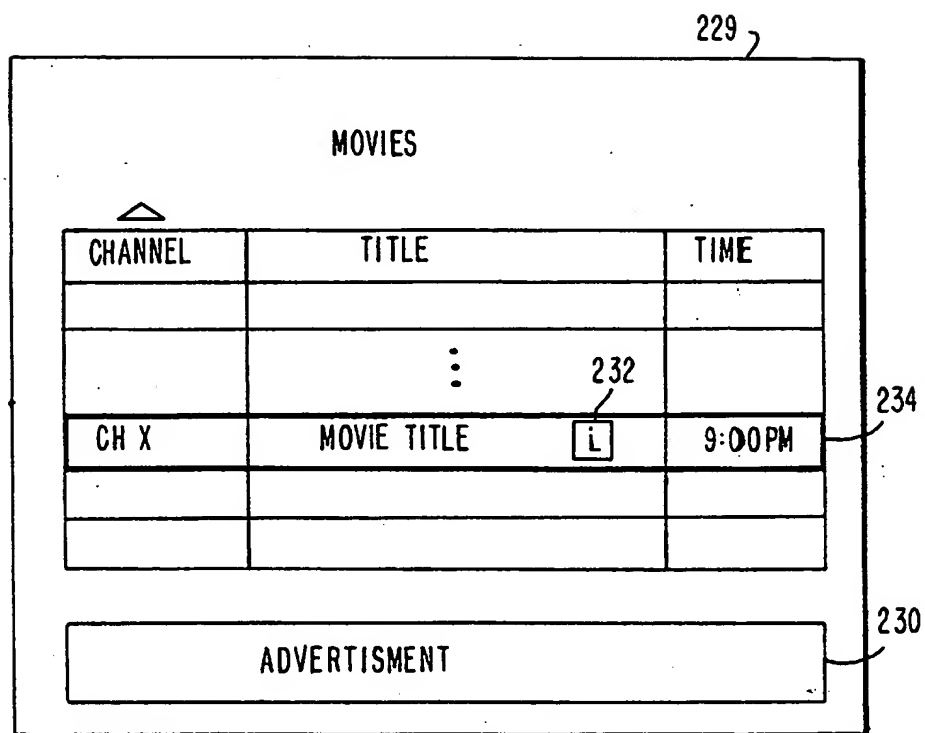 229
MOVIES
CHANNEL TITLE TIME
232
234
CH X MOVIE TITLE i 9:00PM
230
ADVERTISMENT